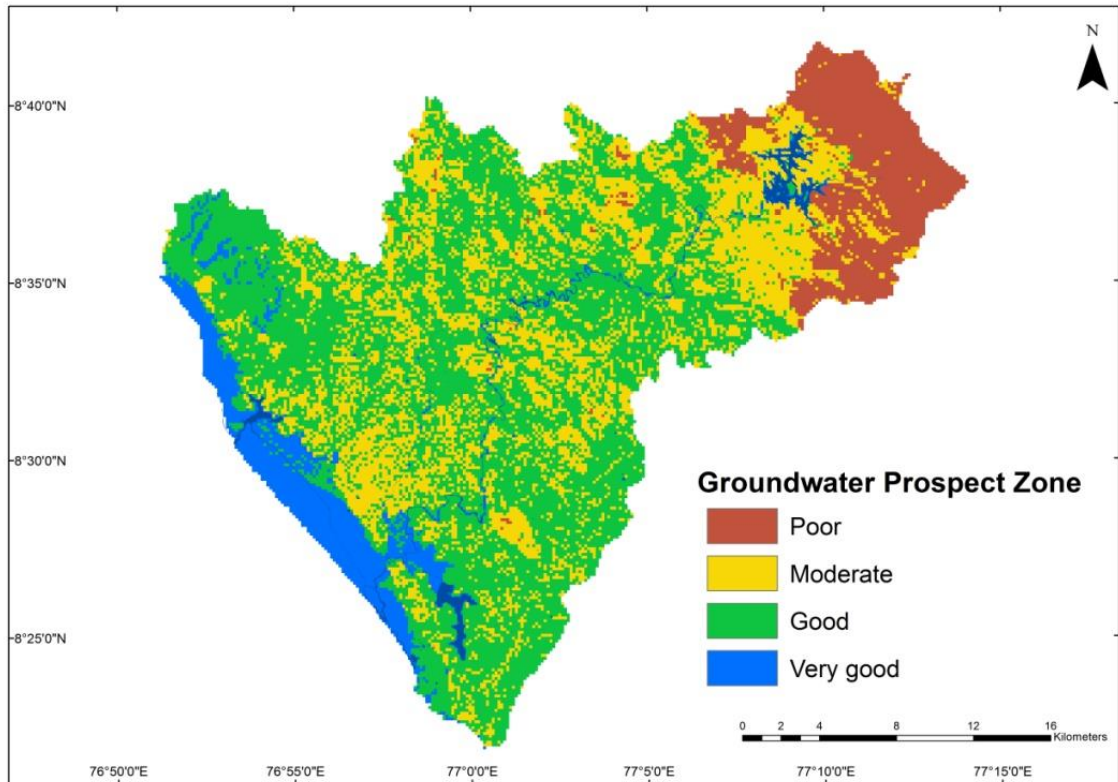 N
8°40'0"N
8°35'0"N
8°30'0"N
8°25'0"N
Groundwater Prospect Zone
Poor
Moderate
Good
Very good
0 2 4 8 12 16
Kilometers
76°50'0"E 76°55'0"E 77°0'0"E 77°5'0"E 77°10'0"E 77°15'0"E